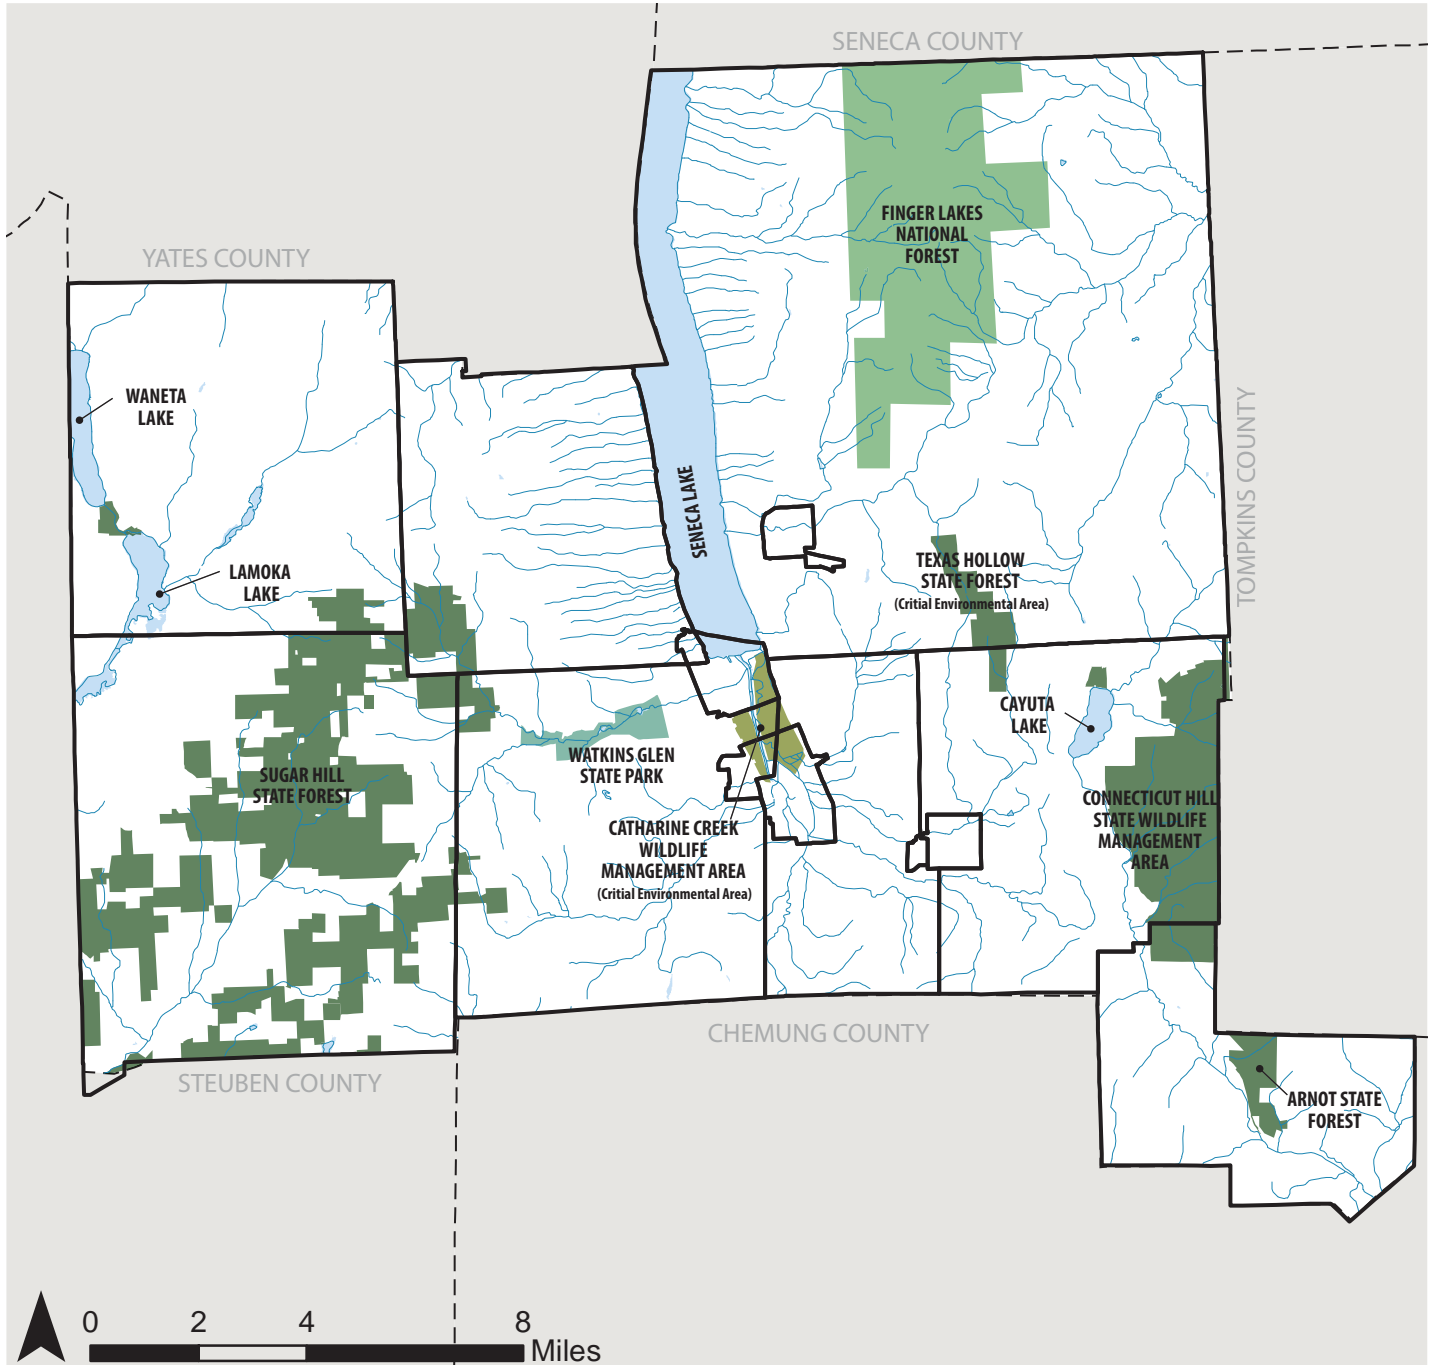 SENECA COUNTY
YATES COUNTY
FINGER LAKES
NATIONAL
FOREST
WANETA
LAKE
TOMPKINS COUNTY
SENECA LAKE
LAMOKA
LAKE
TEXAS HOLLOW
STATE FOREST
(Critial Environmental Area)
CAYUTA
LAKE
WATKINS GLEN
STATE PARK
SUGAR HILL
STATE FOREST
CONNECTICUT HILL
STATE WILDLIFE
MANAGEMENT
AREA
CATHARINE CREEK
WILDLIFE
MANAGEMENT AREA
(Critial Environmental Area)
CHEMUNG COUNTY
STEUBEN COUNTY
ARNOT STATE
FOREST
0 2 4 8
Miles